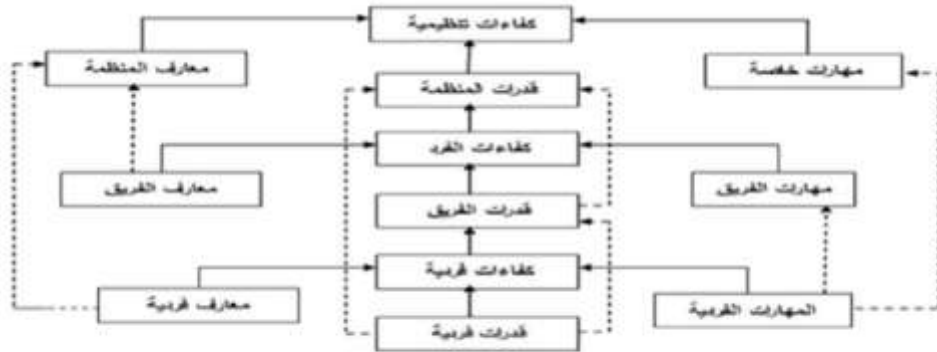 كفاءات تنظيمية
معارف المنظمة
مهارات خاصة
قدرات المنظمة
كفاءات الفرد
معارف الفريق
مهارات الفريق
قدرات الفريق
كفاءات فردية
معارف فردية
المهارات الفردية
قدرات فردية